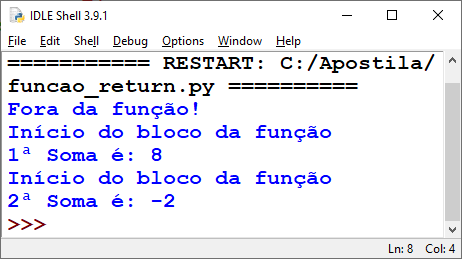 IDLE Shell 3.9.1
File Edit Shell Debug Options Window Help
=========== RESTART: C:/Apostila/
funcao_return.py ==========
Fora da função!
Início do bloco da função
1ª Soma é: 8
Início do bloco da função
2ª Soma é: -2
>>>
Ln: 8 Col: 4